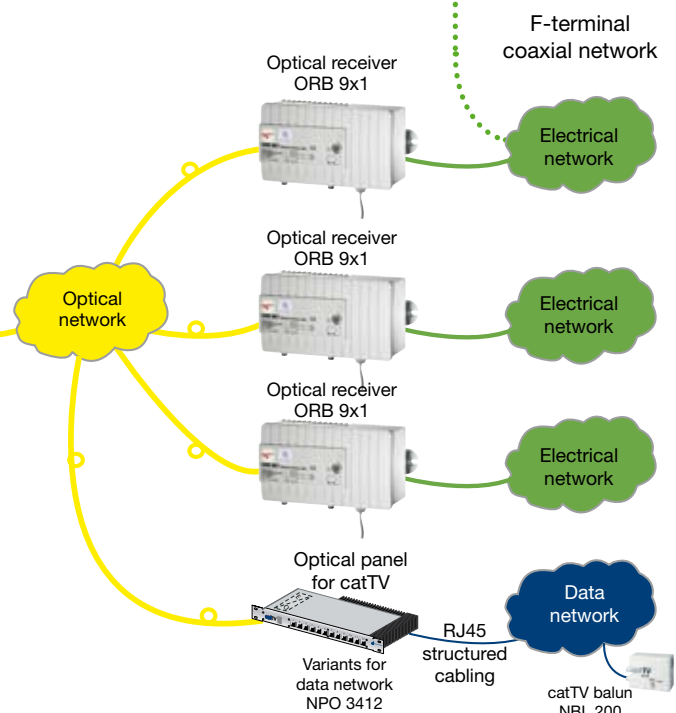 F-terminal
coaxial network
Optical receiver
ORB 9x1
Electrical
network
Optical receiver
ORB 9x1
Optical
network
Electrical
network
Optical receiver
ORB 9x1
Electrical
network
Optical panel
for catTV
Data
network
RJ45
structured
cabling
Variants for
data network
NPO 3412
catTV balun
NBL 200